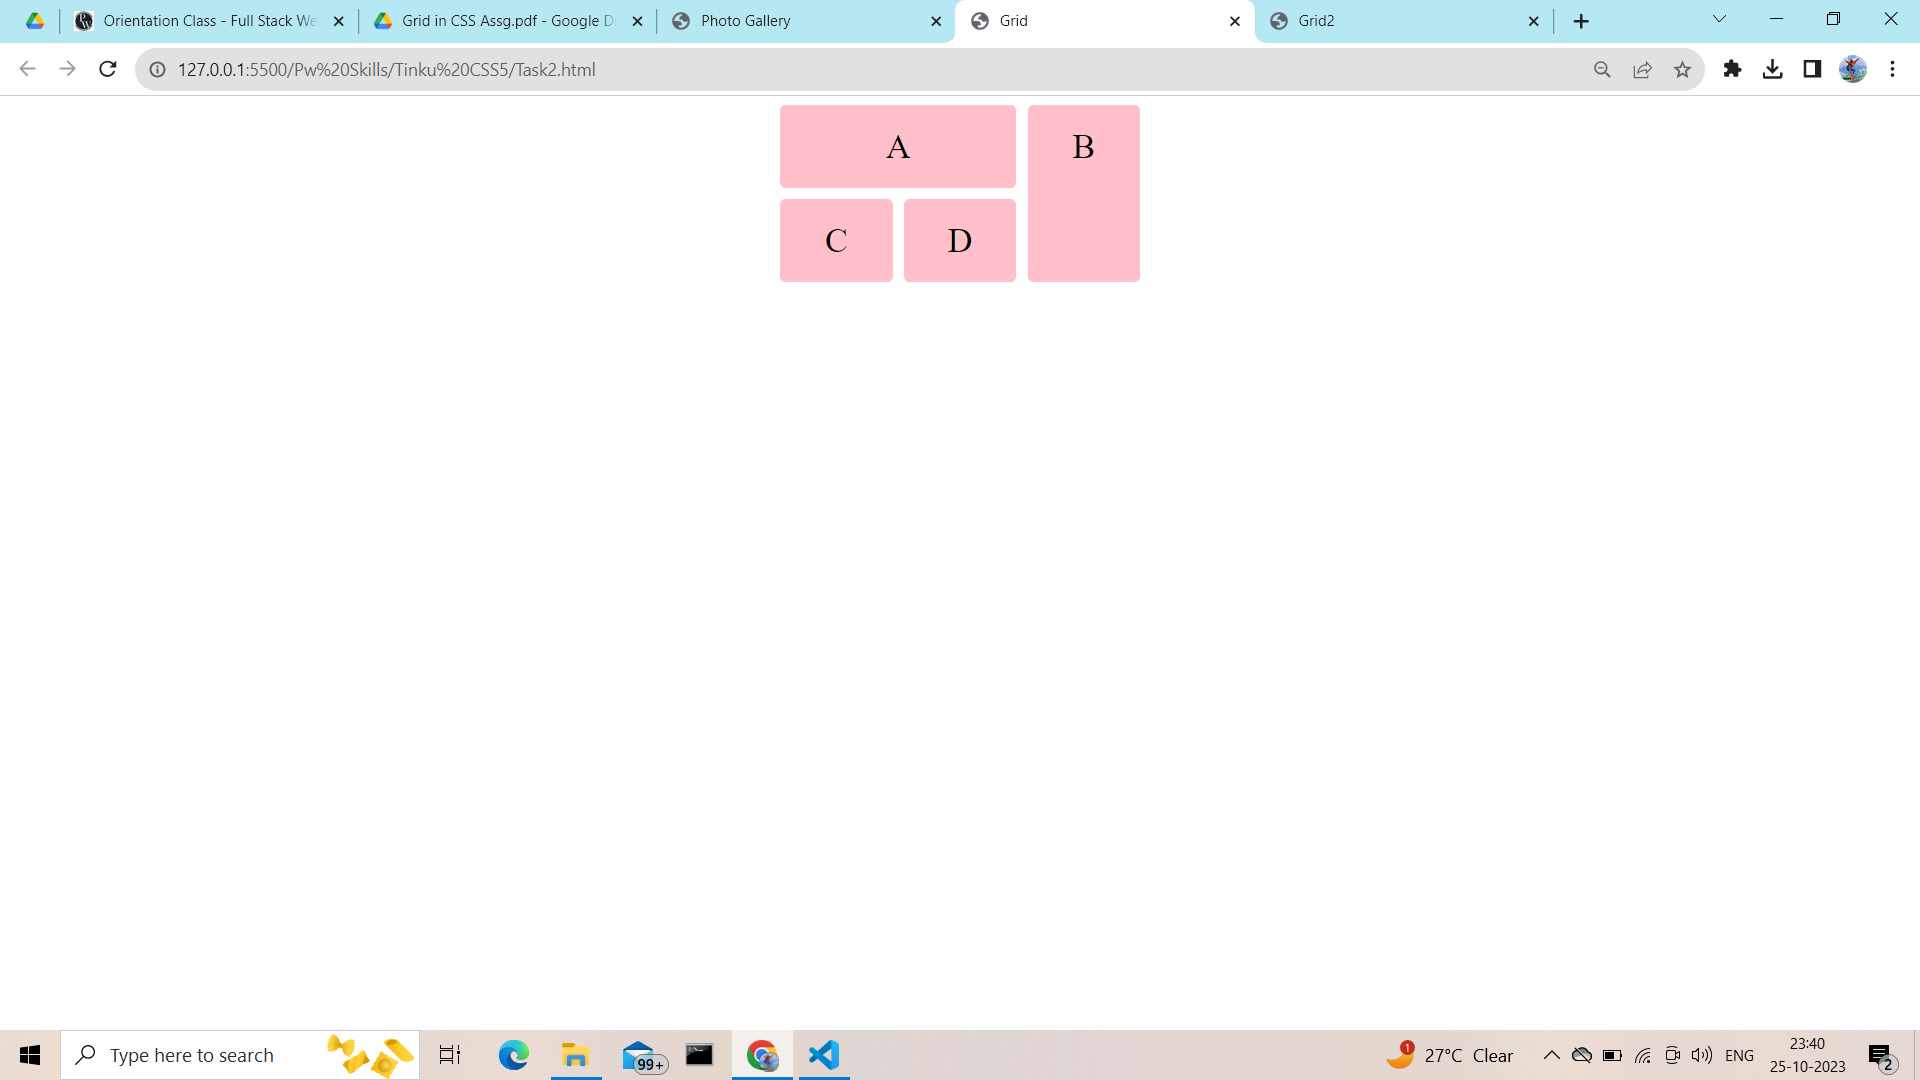 Orientation Class - Full Stack We
Grid in CSS Assg.pdf - Google D
Photo Gallery
Grid
Grid2
127.0.0.1:5500/Pw%20Skills/Tinku%20CSS5/Task2.html
A
B
C
D
Type here to search
99+
1
27°C Clear
ENG
23:40
25-10-2023
2